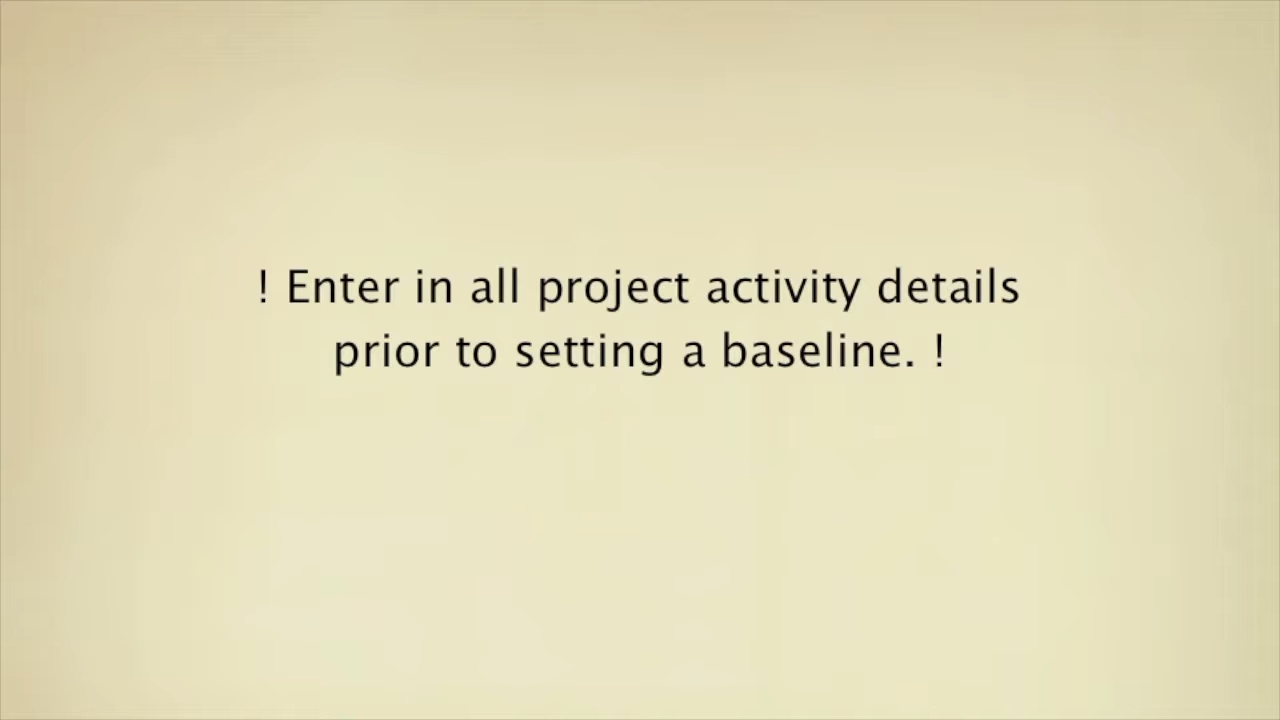 ! Enter in all project activity details
prior to setting a baseline. !